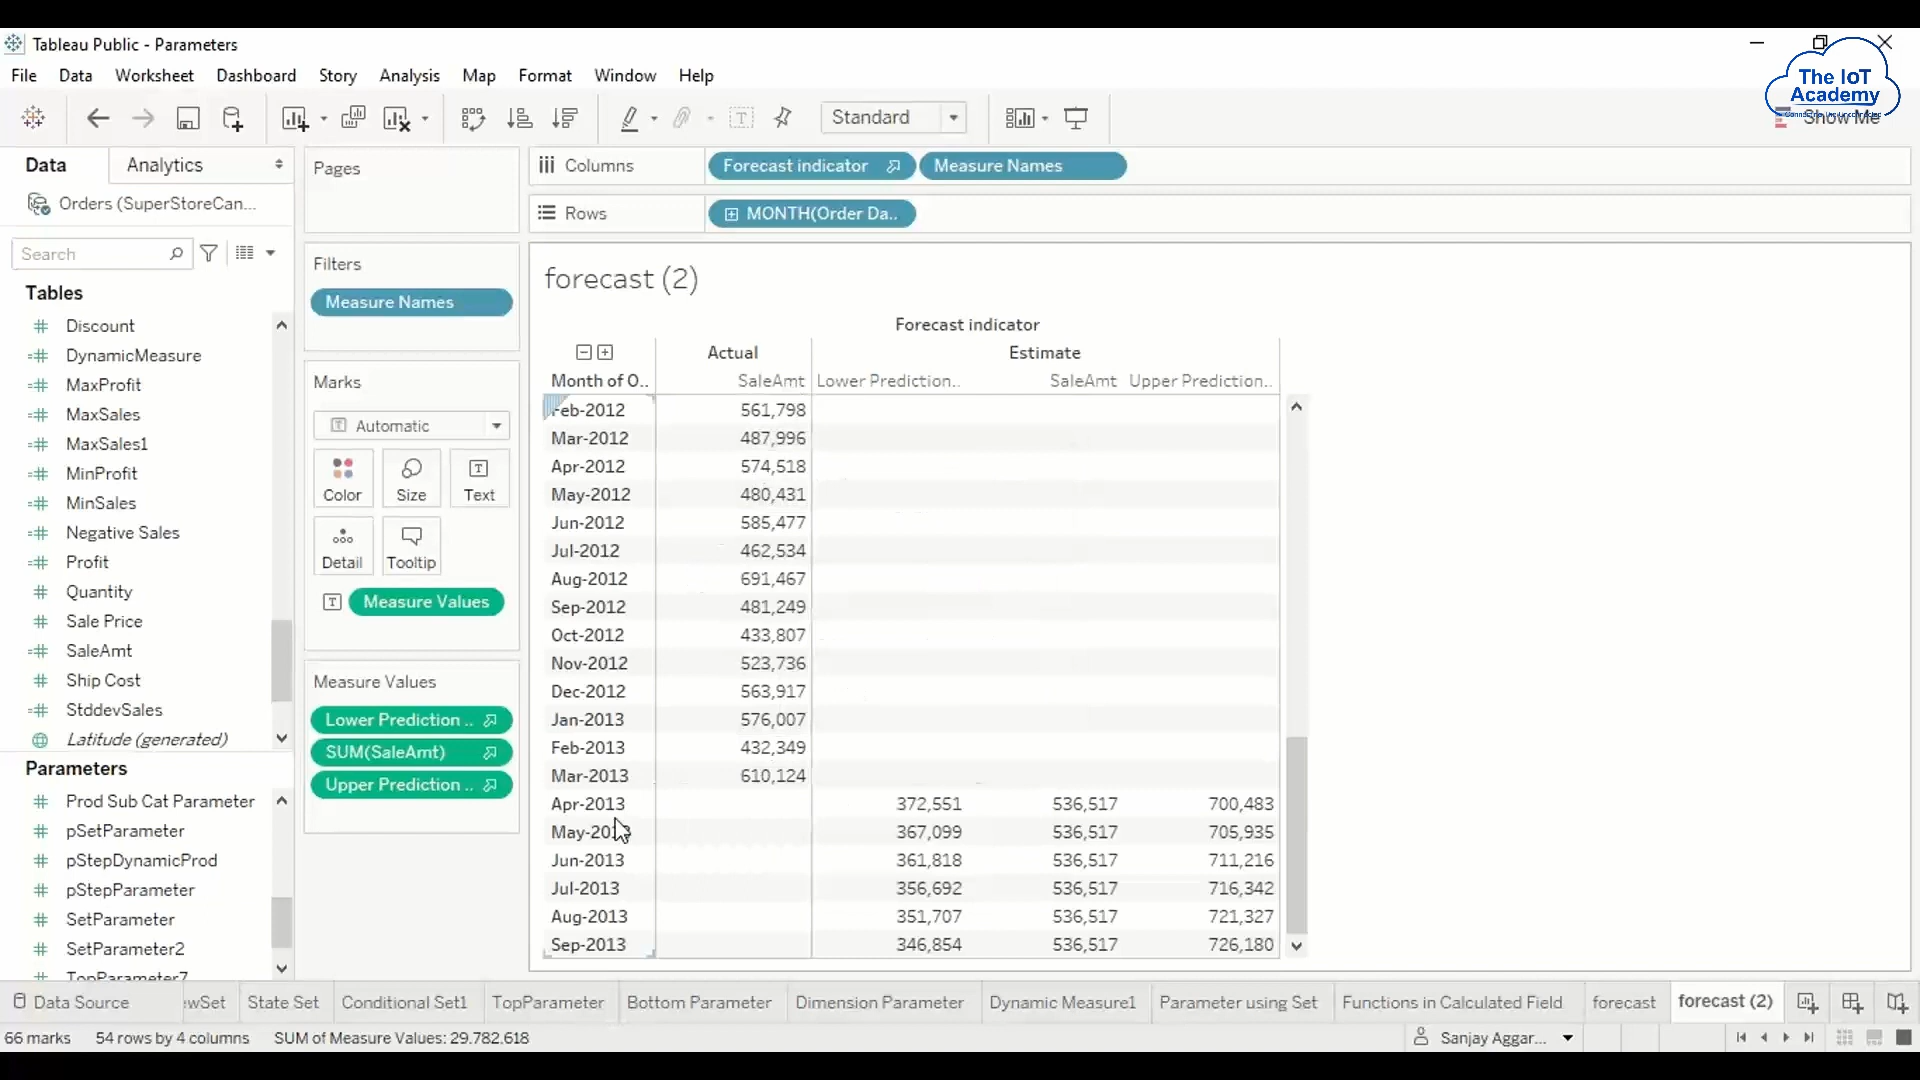 Tableau Public - Parameters
The IoT
Academy
File Data Worksheet Dashboard Story Analysis Map Format Window Help
Standard
Show Me
Data Analytics
Pages
Columns Forecast indicator Measure Names
Orders (SuperStoreCan...
Rows MONTH(Order Da..
Search
Filters
Measure Names
Tables
Discount
DynamicMeasure
MaxProfit
MaxSales
MaxSales1
MinProfit
MinSales
Negative Sales
Profit
Quantity
Sale Price
SaleAmt
Ship Cost
StddevSales
Latitude (generated)
Parameters
Prod Sub Cat Parameter
pSetParameter
pStepDynamicProd
pStepParameter
SetParameter
SetParameter2
TopParameter7
Marks
Automatic
Color Size Text
Detail Tooltip
Measure Values
Measure Values
Lower Prediction ..
SUM(SaleAmt)
Upper Prediction ..
forecast (2)
Forecast indicator
Actual Estimate
Month of O.. SaleAmt Lower Prediction.. SaleAmt Upper Prediction..
Feb-2012 561,798
Mar-2012 487,996
Apr-2012 574,518
May-2012 480,431
Jun-2012 585,477
Jul-2012 462,534
Aug-2012 691,467
Sep-2012 481,249
Oct-2012 433,807
Nov-2012 523,736
Dec-2012 563,917
Jan-2013 576,007
Feb-2013 432,349
Mar-2013 610,124
Apr-2013 372,551 536,517 700,483
May-2013 367,099 536,517 705,935
Jun-2013 361,818 536,517 711,216
Jul-2013 356,692 536,517 716,342
Aug-2013 351,707 536,517 721,327
Sep-2013 346,854 536,517 726,180
Data Source ewSet State Set Conditional Set1 TopParameter Bottom Parameter Dimension Parameter Dynamic Measure1 Parameter using Set Functions in Calculated Field forecast forecast (2)
66 marks 54 rows by 4 columns SUM of Measure Values: 29.782.618 Sanjay Aggar...